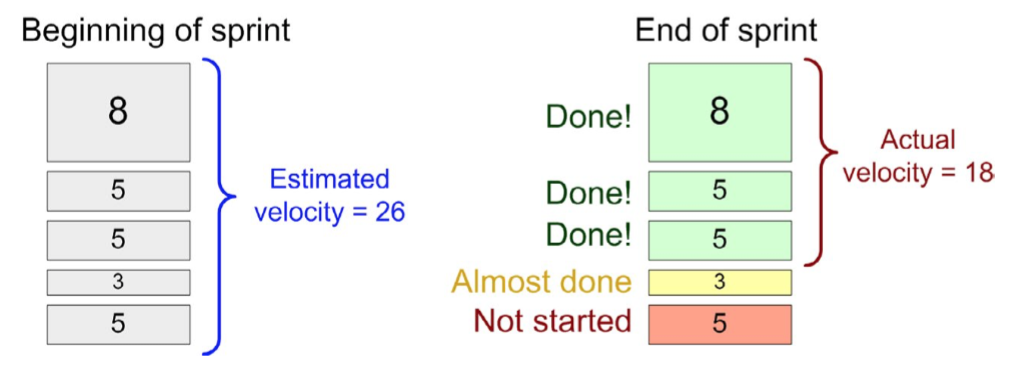 Beginning of sprint
8
5
5
3
5
Estimated
velocity = 26
End of sprint
Done! 8
Done! 5
Done! 5
Almost done 3
Not started 5
Actual
velocity = 18